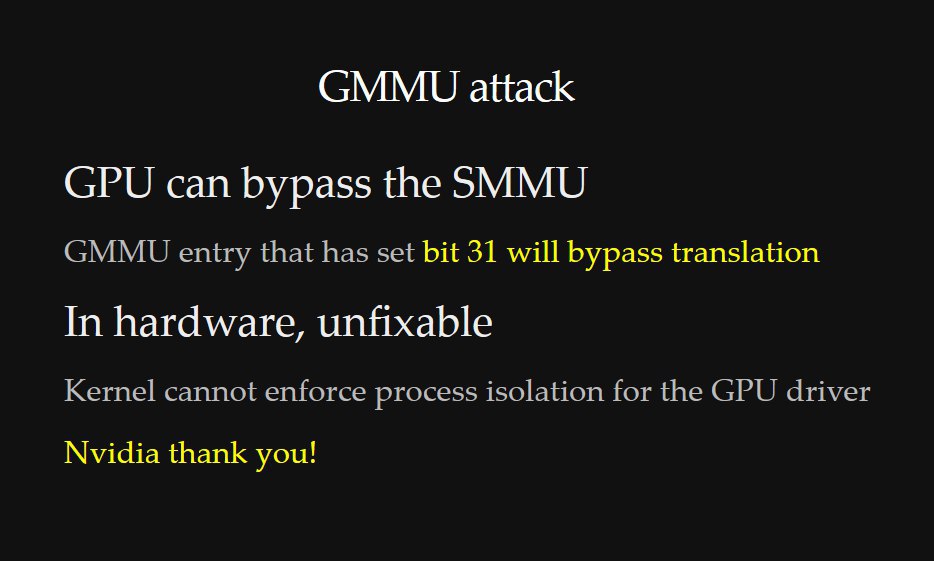 GMMU attack
GPU can bypass the SMMU
GMMU entry that has set bit 31 will bypass translation
In hardware, unfixable
Kernel cannot enforce process isolation for the GPU driver
Nvidia thank you!